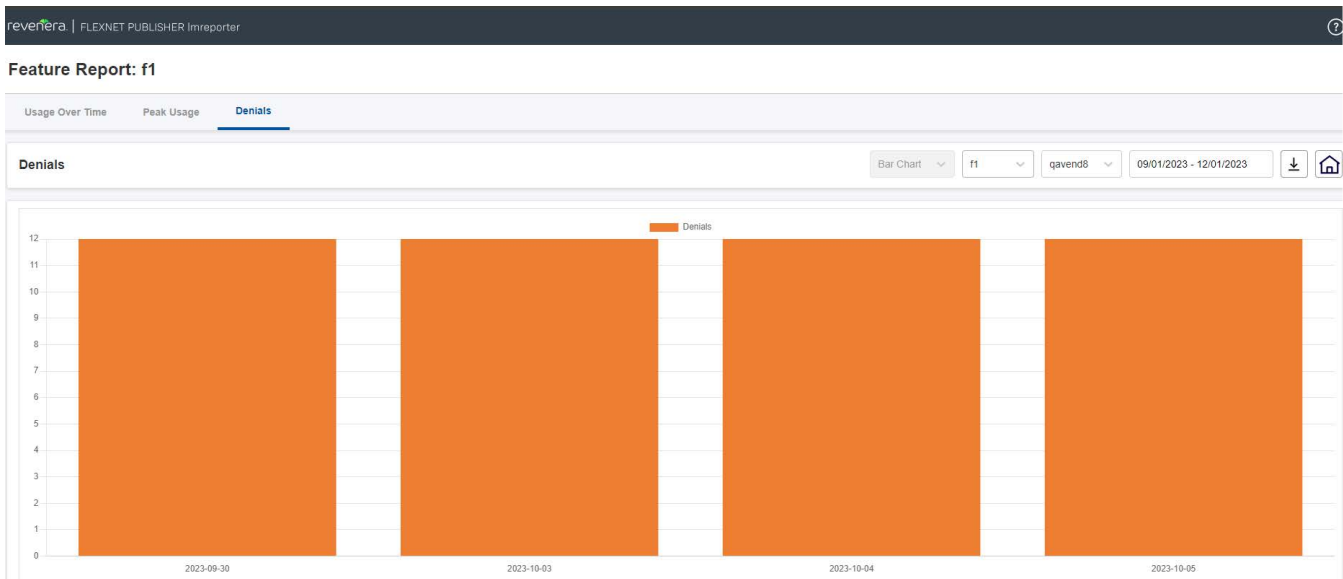 revenera. | FLEXNET PUBLISHER lmreporter
Feature Report: f1
Usage Over Time Peak Usage Denials
Denials Bar Chart f1 qavend8 09/01/2023 - 12/01/2023
Denials
12
11
10
9
8
7
6
5
4
3
2
1
0
2023-09-30 2023-10-03 2023-10-04 2023-10-05